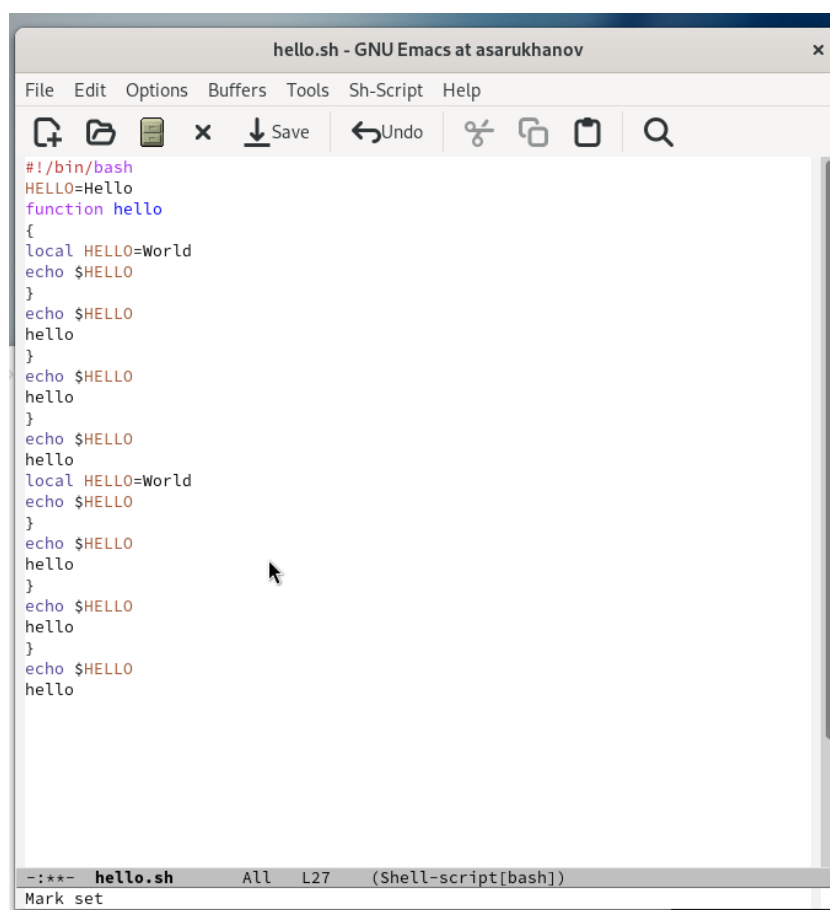 hello.sh - GNU Emacs at asarukhanov ×
File Edit Options Buffers Tools Sh-Script Help
Save Undo
#!/bin/bash
HELLO=Hello
function hello
{
local HELLO=World
echo $HELLO
}
echo $HELLO
hello
}
echo $HELLO
hello
}
echo $HELLO
hello
local HELLO=World
echo $HELLO
}
echo $HELLO
hello
}
echo $HELLO
hello
}
echo $HELLO
hello
-:**- hello.sh All L27 (Shell-script[bash])
Mark set